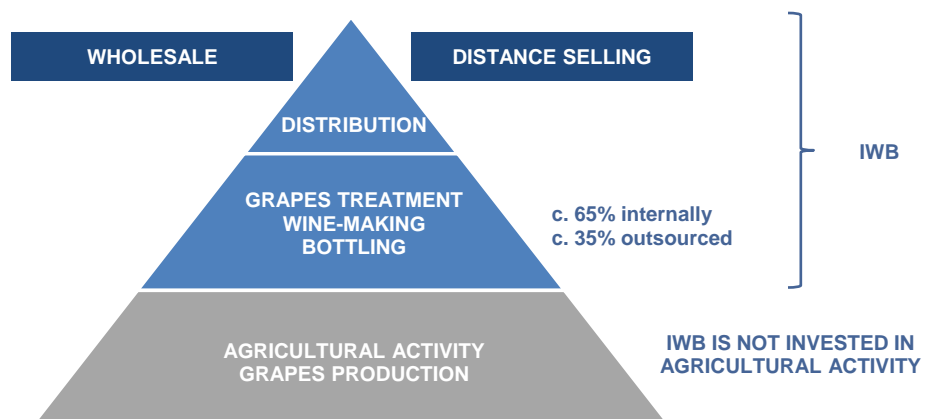 WHOLESALE
DISTANCE SELLING
DISTRIBUTION
IWB
GRAPES TREATMENT
WINE-MAKING
BOTTLING
c. 65% internally
c. 35% outsourced
AGRICULTURAL ACTIVITY
GRAPES PRODUCTION
IWB IS NOT INVESTED IN
AGRICULTURAL ACTIVITY